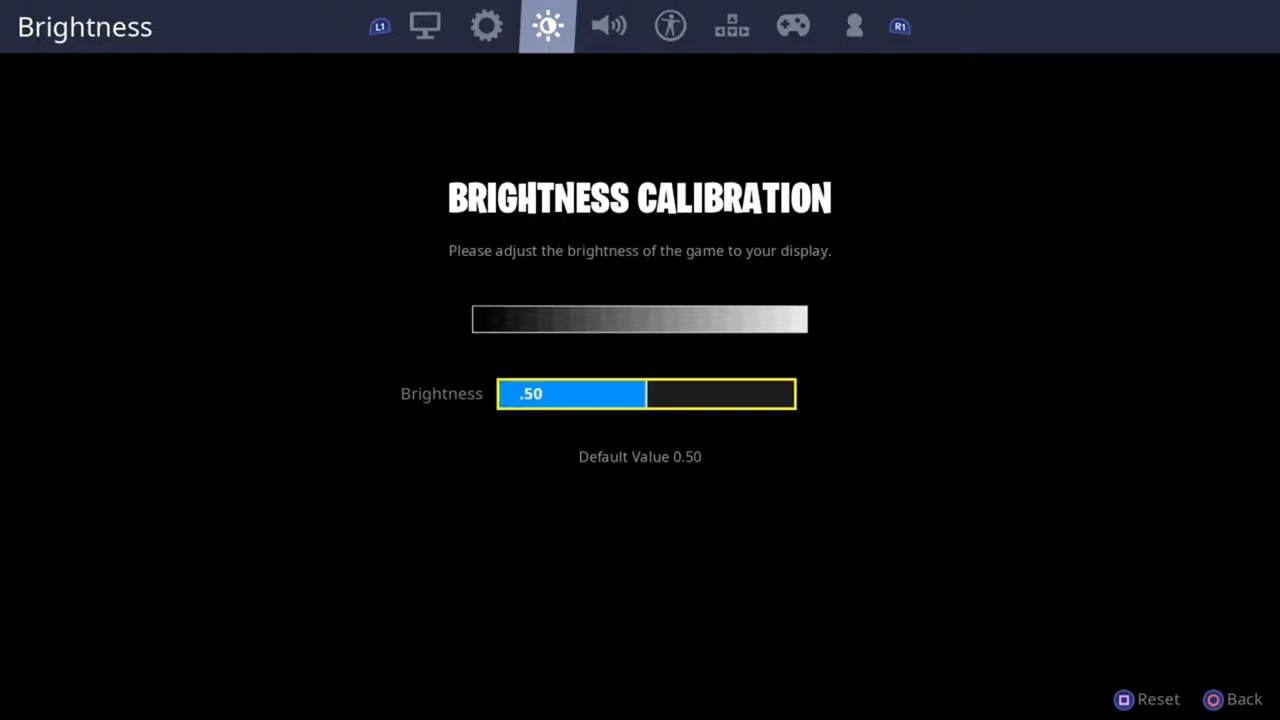 Brightness
L1
R1
BRIGHTNESS CALIBRATION
Please adjust the brightness of the game to your display.
Brightness .50
Default Value 0.50
Reset Back